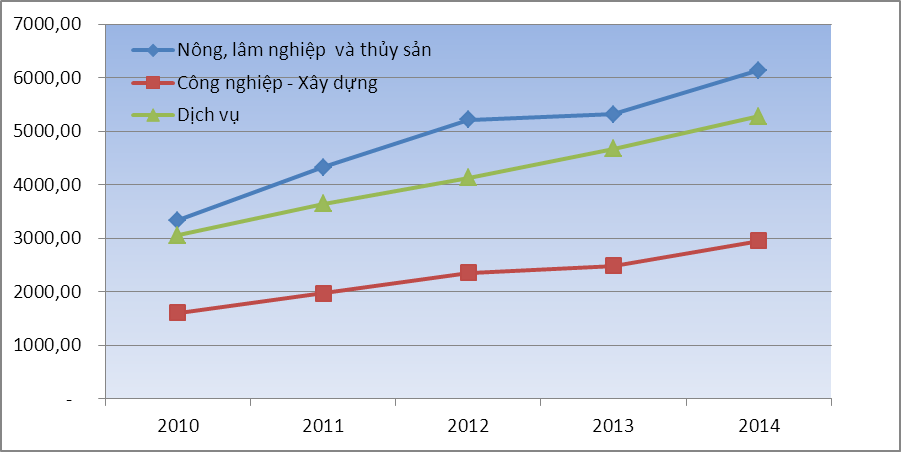 7000,00
6000,00
5000,00
4000,00
3000,00
2000,00
1000,00
-
Nông, lâm nghiệp và thủy sản
Công nghiệp - Xây dựng
Dịch vụ
2010 2011 2012 2013 2014